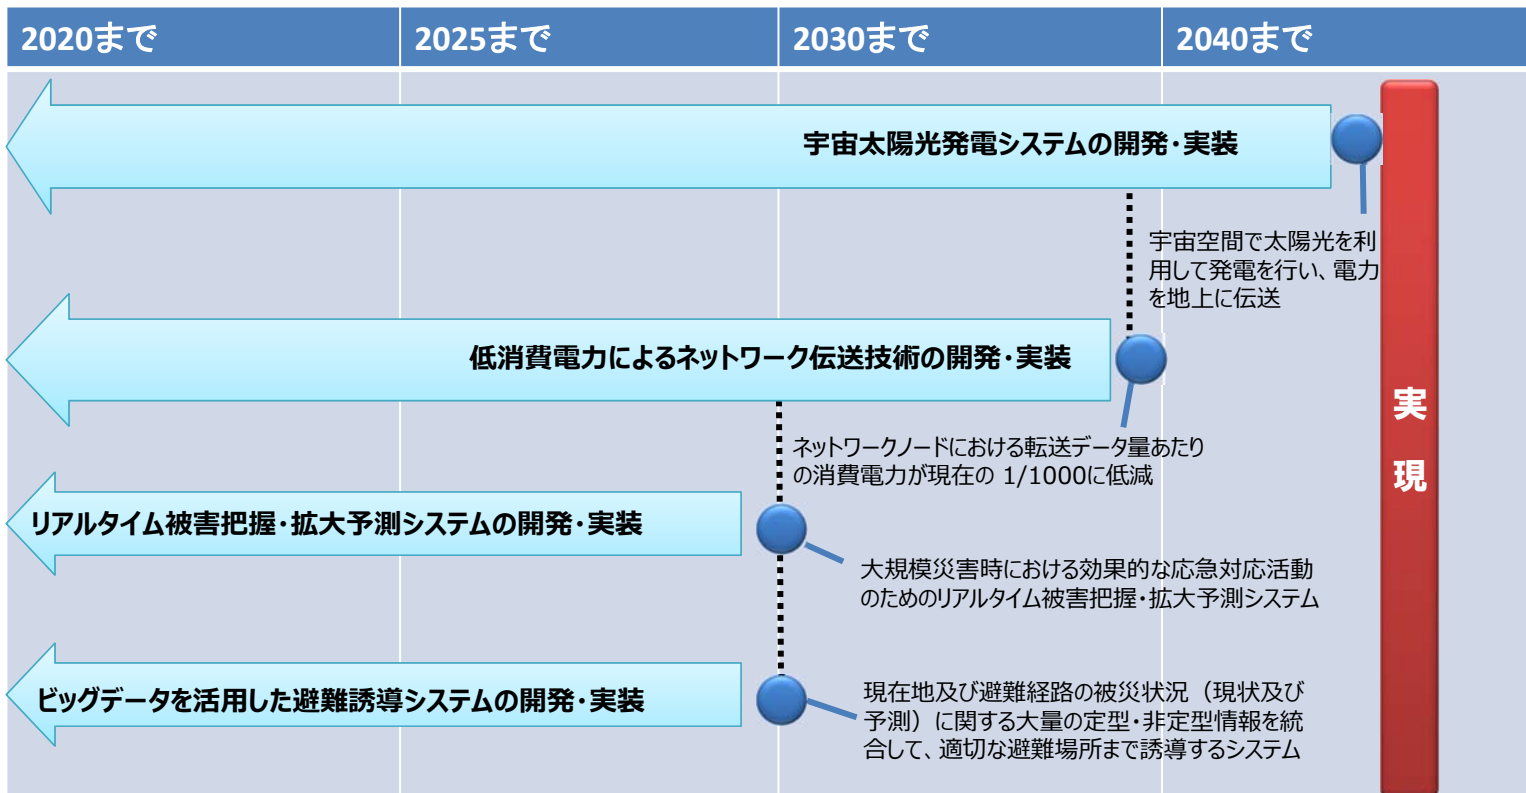 2020まで
2025まで
2030まで
2040まで
宇宙太陽光発電システムの開発・実装
宇宙空間で太陽光を利
用して発電を行い、電力
を地上に伝送
低消費電力によるネットワーク伝送技術の開発・実装
ネットワークノードにおける転送データ量あたり
の消費電力が現在の 1/1000に低減
リアルタイム被害把握・拡大予測システムの開発・実装
大規模災害時における効果的な応急対応活動
のためのリアルタイム被害把握・拡大予測システム
ビッグデータを活用した避難誘導システムの開発・実装
現在地及び避難経路の被災状況（現状及び
予測）に関する大量の定型・非定型情報を統
合して、適切な避難場所まで誘導するシステム
実
現